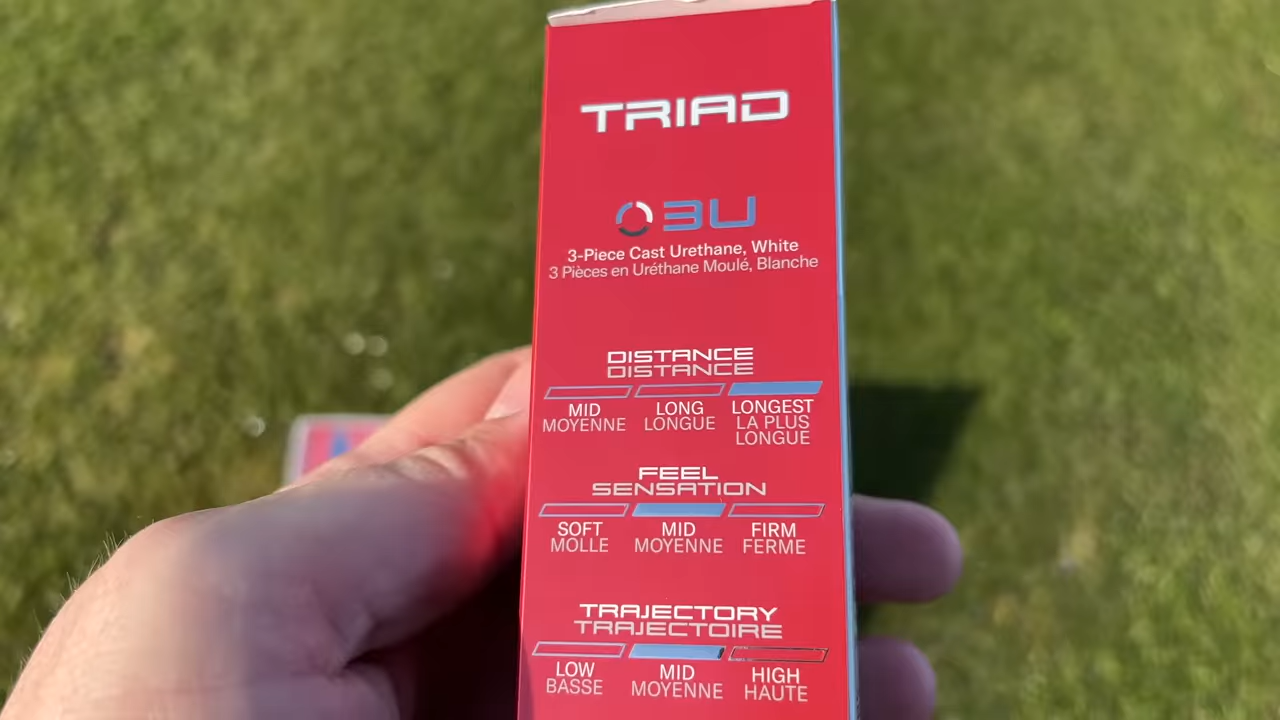 TRIAD
3U
3-Piece Cast Urethane, White
3 Pièces en Uréthane Moulé, Blanche
DISTANCE
DISTANCE
MID LONG LONGEST
MOYENNE LONGUE LA PLUS
LONGUE
FEEL
SENSATION
SOFT MID FIRM
MOLLE MOYENNE FERME
TRAJECTORY
TRAJECTOIRE
LOW MID HIGH
BASSE MOYENNE HAUTE